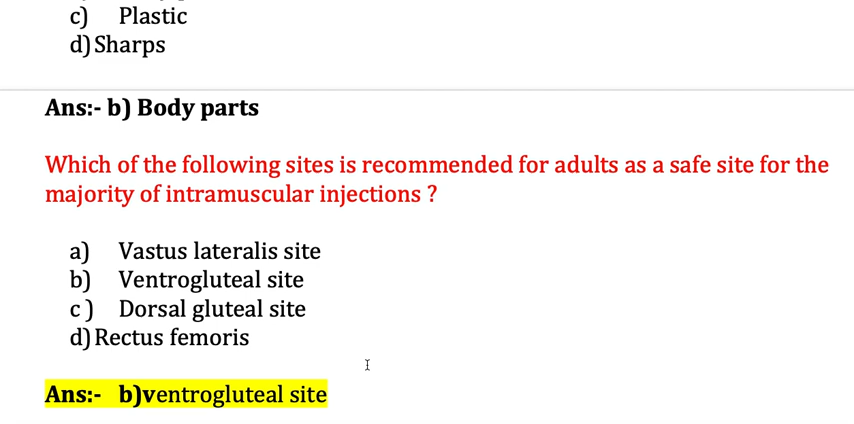 c) Plastic
d) Sharps
Ans:- b) Body parts
Which of the following sites is recommended for adults as a safe site for the
majority of intramuscular injections ?
a) Vastus lateralis site
b) Ventrogluteal site
c ) Dorsal gluteal site
d) Rectus femoris
Ans:- b)ventrogluteal site